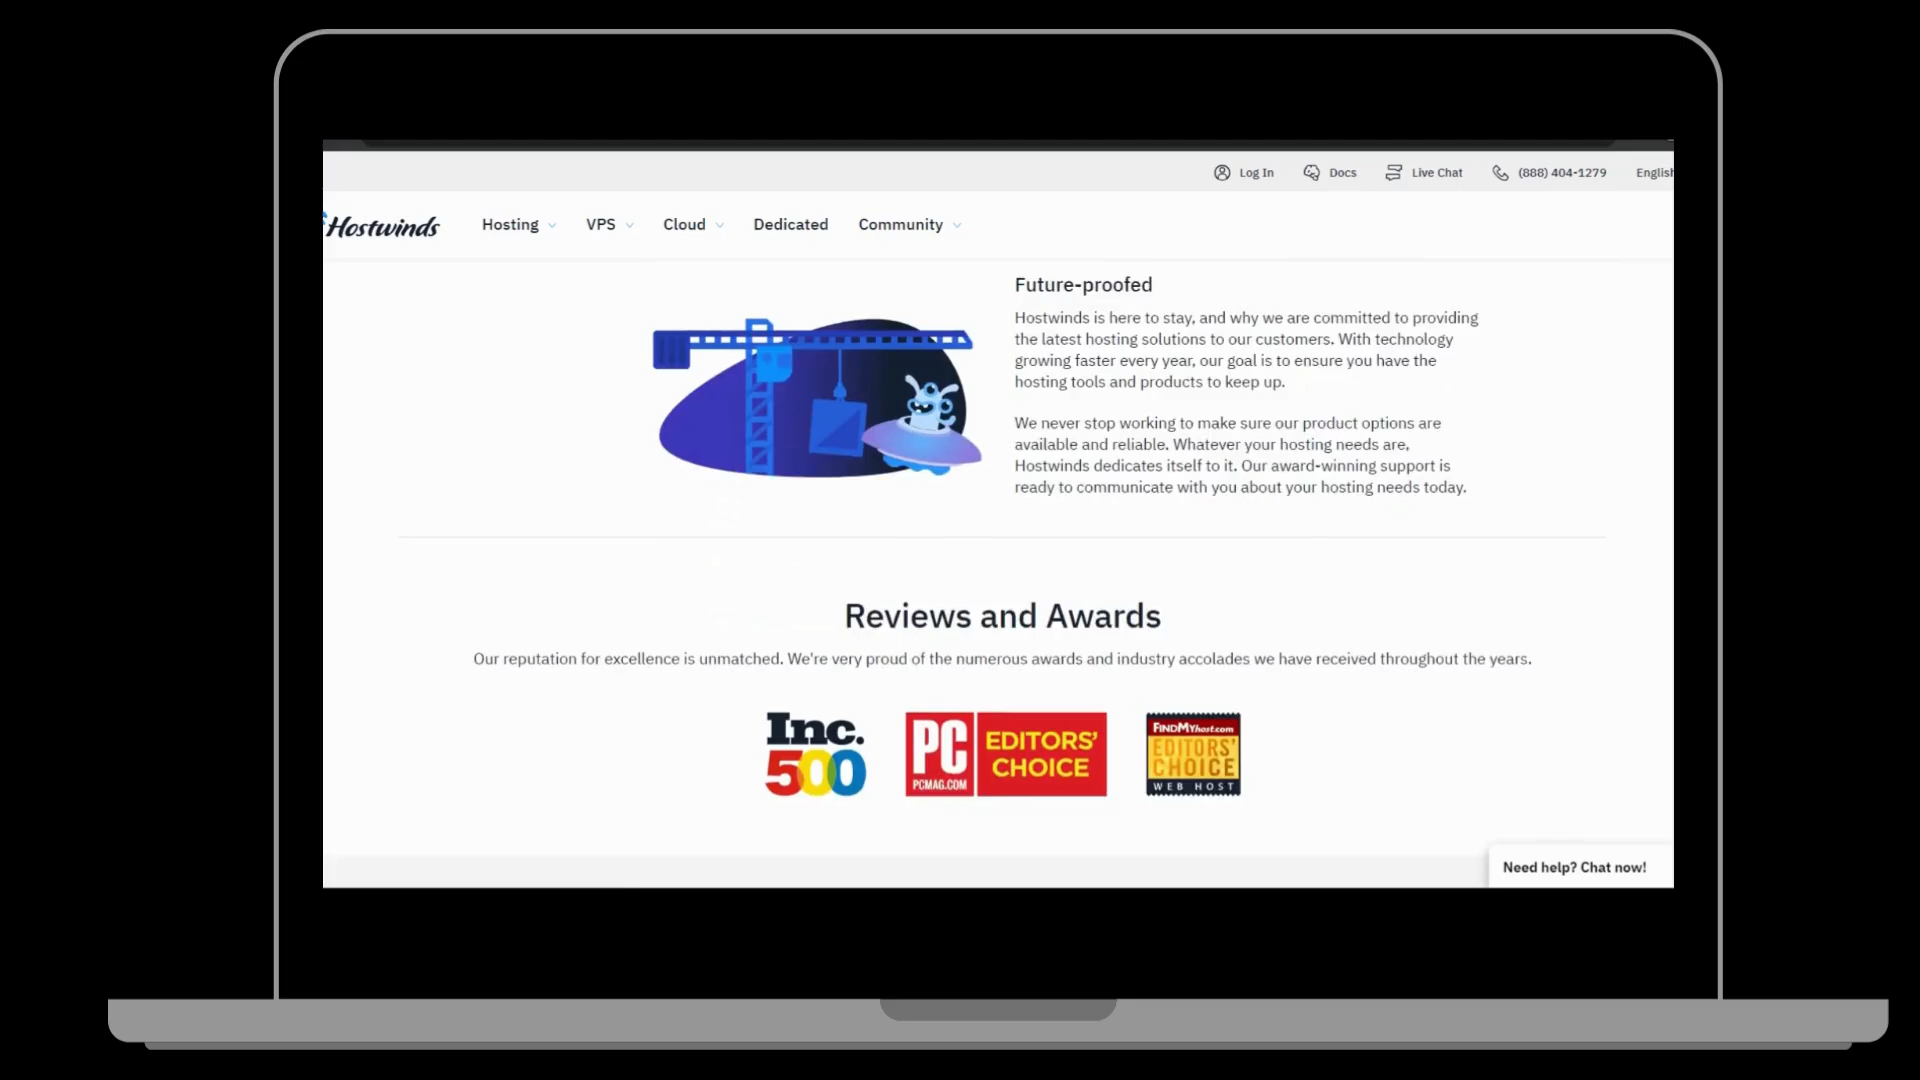 Log In Docs Live Chat (888) 404-1279 English
Hostwinds Hosting VPS Cloud Dedicated Community
Future-proofed
Hostwinds is here to stay, and why we are committed to providing
the latest hosting solutions to our customers. With technology
growing faster every year, our goal is to ensure you have the
hosting tools and products to keep up.
We never stop working to make sure our product options are
available and reliable. Whatever your hosting needs are,
Hostwinds dedicates itself to it. Our award-winning support is
ready to communicate with you about your hosting needs today.
Reviews and Awards
Our reputation for excellence is unmatched. We're very proud of the numerous awards and industry accolades we have received throughout the years.
Inc.
500
PC
PCMAG.COM
EDITORS'
CHOICE
FINDMYhost.com
EDITORS'
CHOICE
WEB HOST
Need help? Chat now!